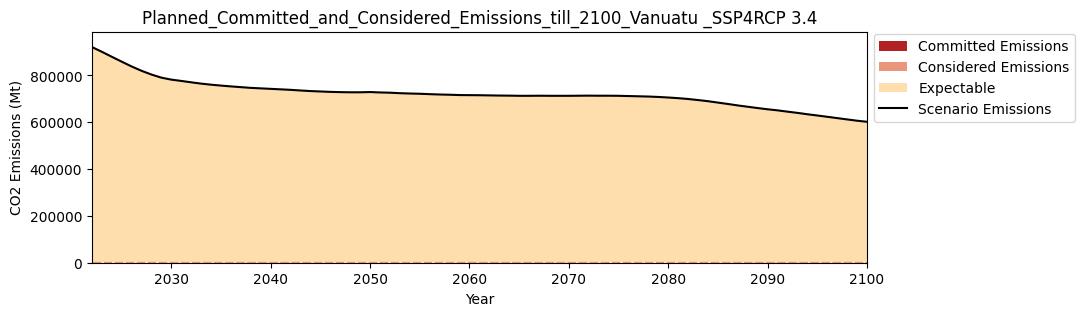 Planned_Committed_and_Considered_Emissions_till_2100_Vanuatu _SSP4RCP 3.4
Committed Emissions
Considered Emissions
Expectable
Scenario Emissions
CO2 Emissions (Mt)
800000
600000
400000
200000
0
2030 2040 2050 2060 2070 2080 2090 2100
Year